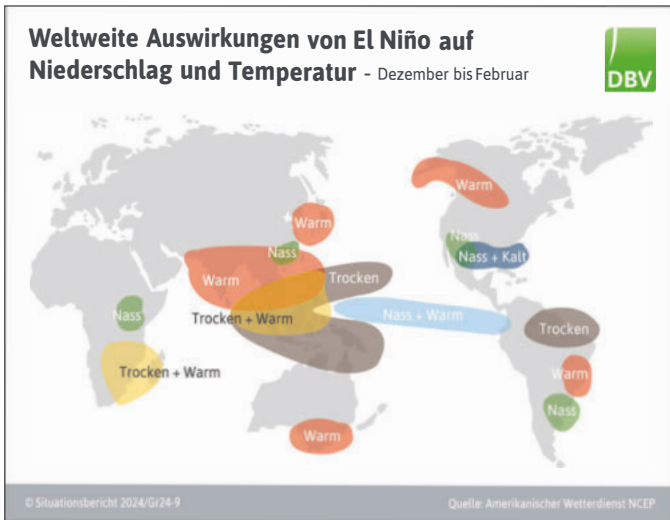 Weltweite Auswirkungen von El Niño auf
Niederschlag und Temperatur - Dezember bis Februar
DBV
Warm
Warm
Nass
Nass
Nass + Kalt
Warm
Trocken
Nass
Trocken + Warm
Nass + Warm
Trocken
Trocken + Warm
Warm
Nass
Warm
© Situationsbericht 2024/Gr24-9
Quelle: Amerikanischer Wetterdienst NCEP